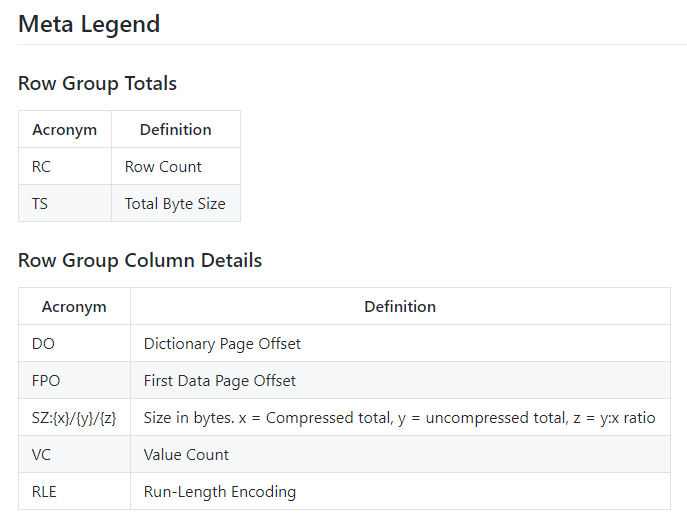 Meta Legend
Row Group Totals
Acronym Definition
RC Row Count
TS Total Byte Size
Row Group Column Details
Acronym Definition
DO Dictionary Page Offset
FPO First Data Page Offset
SZ:{x}/{y}/{z} Size in bytes. x = Compressed total, y = uncompressed total, z = y:x ratio
VC Value Count
RLE Run-Length Encoding